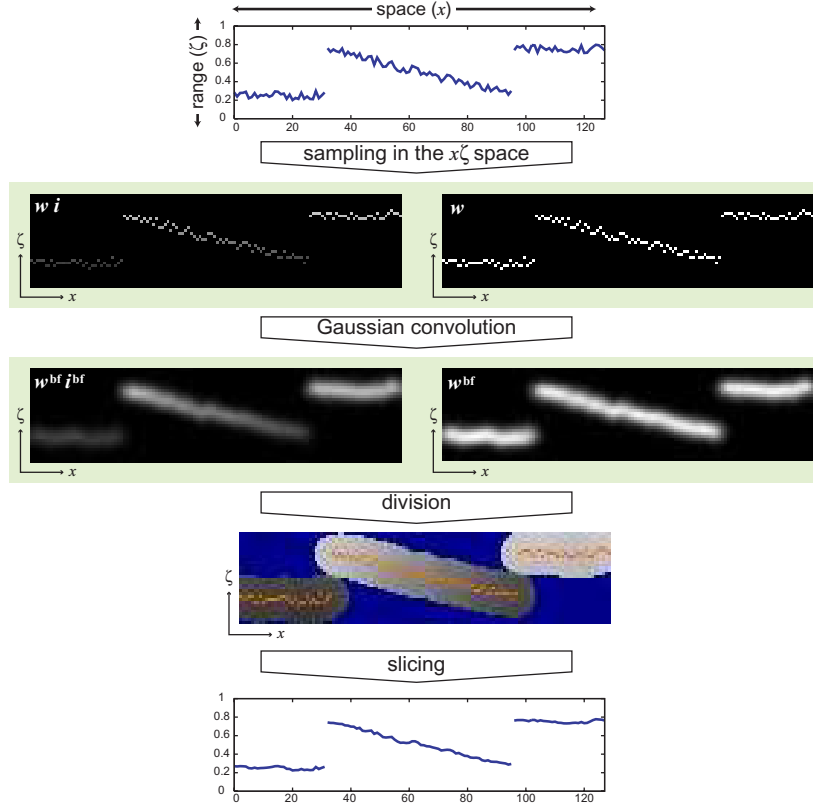 space (x)
range (ζ)
1
0.8
0.6
0.4
0.2
0
0 20 40 60 80 100 120
sampling in the xζ space
w i
w
ζ
x
ζ
x
Gaussian convolution
w^bf i^bf
w^bf
ζ
x
ζ
x
division
ζ
x
slicing
1
0.8
0.6
0.4
0.2
0
0 20 40 60 80 100 120